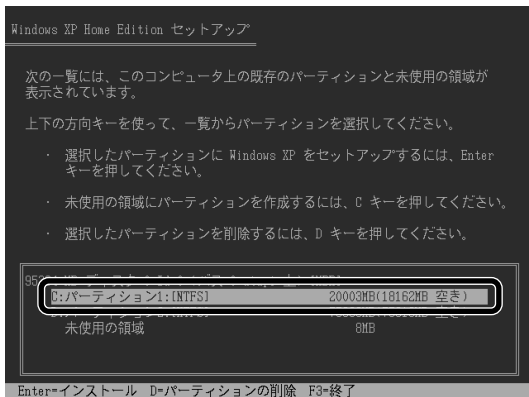 Windows XP Home Edition セットアップ
次の一覧には、このコンピュータ上の既存のパーティションと未使用の領域が
表示されています。
上下の方向キーを使って、一覧からパーティションを選択してください。
・ 選択したパーティションに Windows XP をセットアップするには、Enter
キーを押してください。
・ 未使用の領域にパーティションを作成するには、C キーを押してください。
・ 選択したパーティションを削除するには、D キーを押してください。
C:パーティション1:[NTFS] 20003MB(18162MB 空き)
未使用の領域 8MB
Enter=インストール D=パーティションの削除 F3=終了